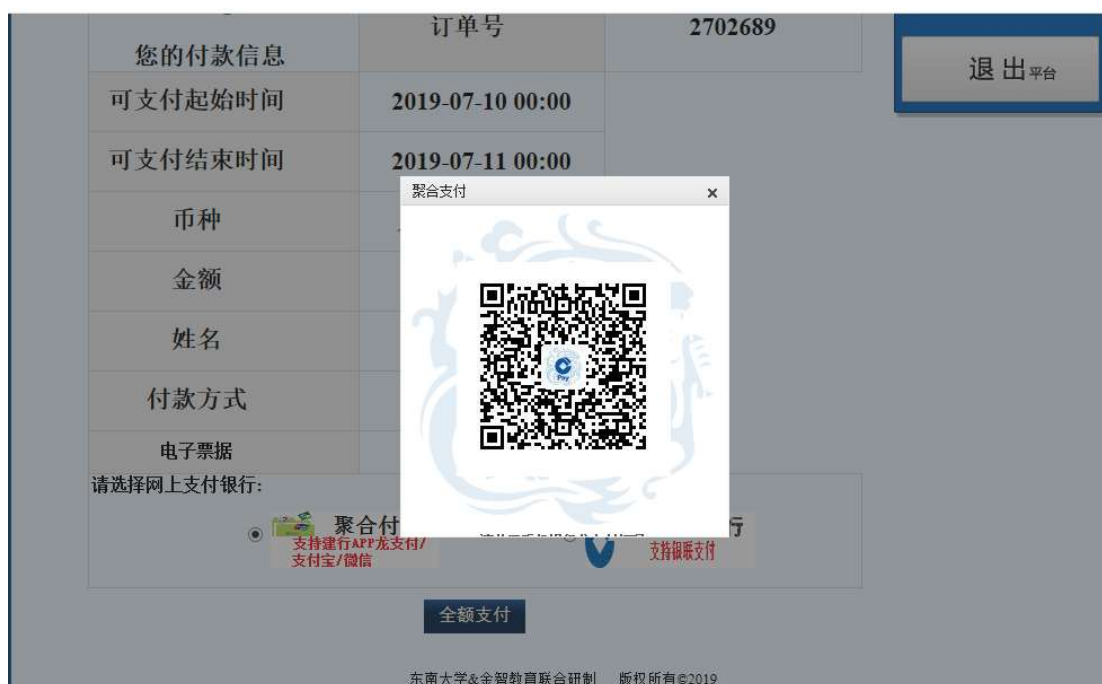 订单号 2702689
您的付款信息
退 出平台
可支付起始时间 2019-07-10 00:00
可支付结束时间 2019-07-11 00:00
聚合支付 ×
币种
金额
姓名
Pay
付款方式
电子票据
请选择网上支付银行:
聚合付 行
支持建行APP龙支付/ 支持银联支付
支付宝/微信
全额支付
东南大学&金智教育联合研制 版权所有©2019